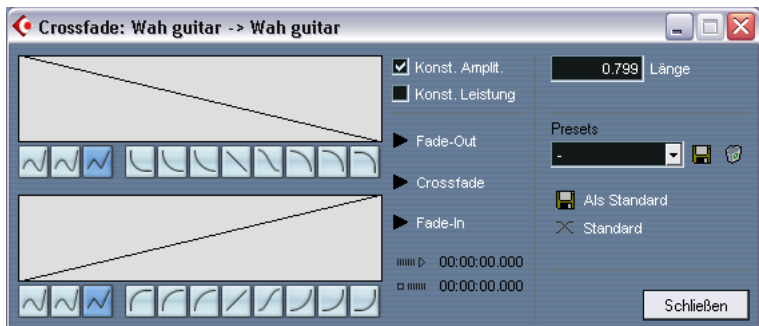 Crossfade: Wah guitar -> Wah guitar
Konst. Amplit.
Konst. Leistung
0.799 Länge
Fade-Out
Crossfade
Fade-In
00:00:00.000
00:00:00.000
Presets
-
Als Standard
Standard
Schließen